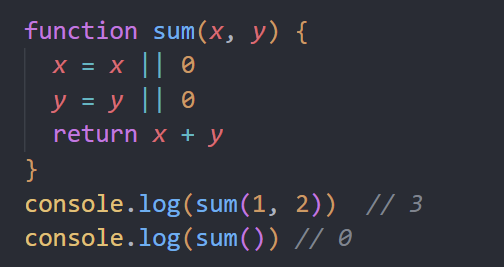 function sum(x, y) {
  x = x || 0
  y = y || 0
  return x + y
}
console.log(sum(1, 2))  // 3
console.log(sum()) // 0